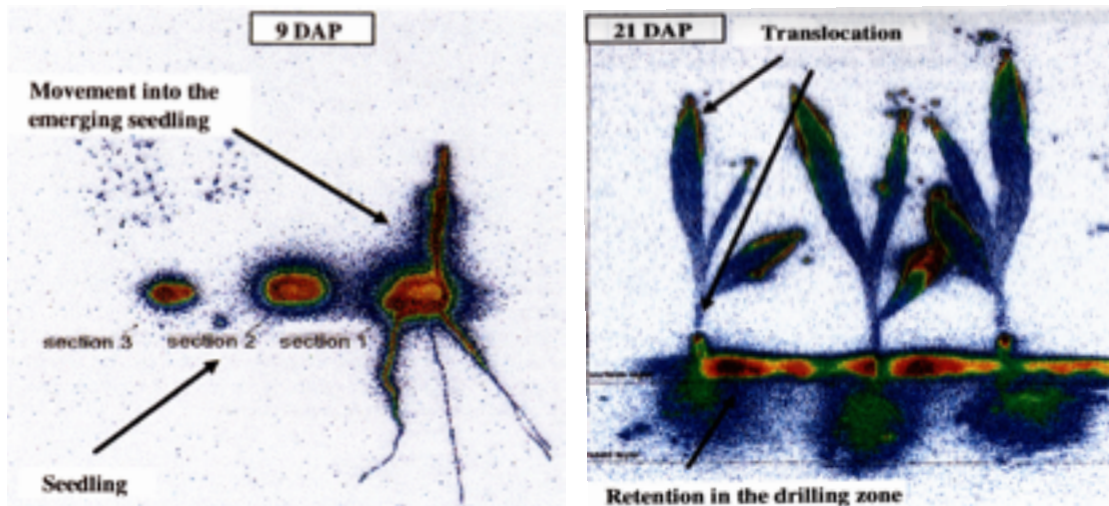 9 DAP
Movement into the
emerging seedling
section 3
section 2
section 1
Seedling
21 DAP
Translocation
Retention in the drilling zone